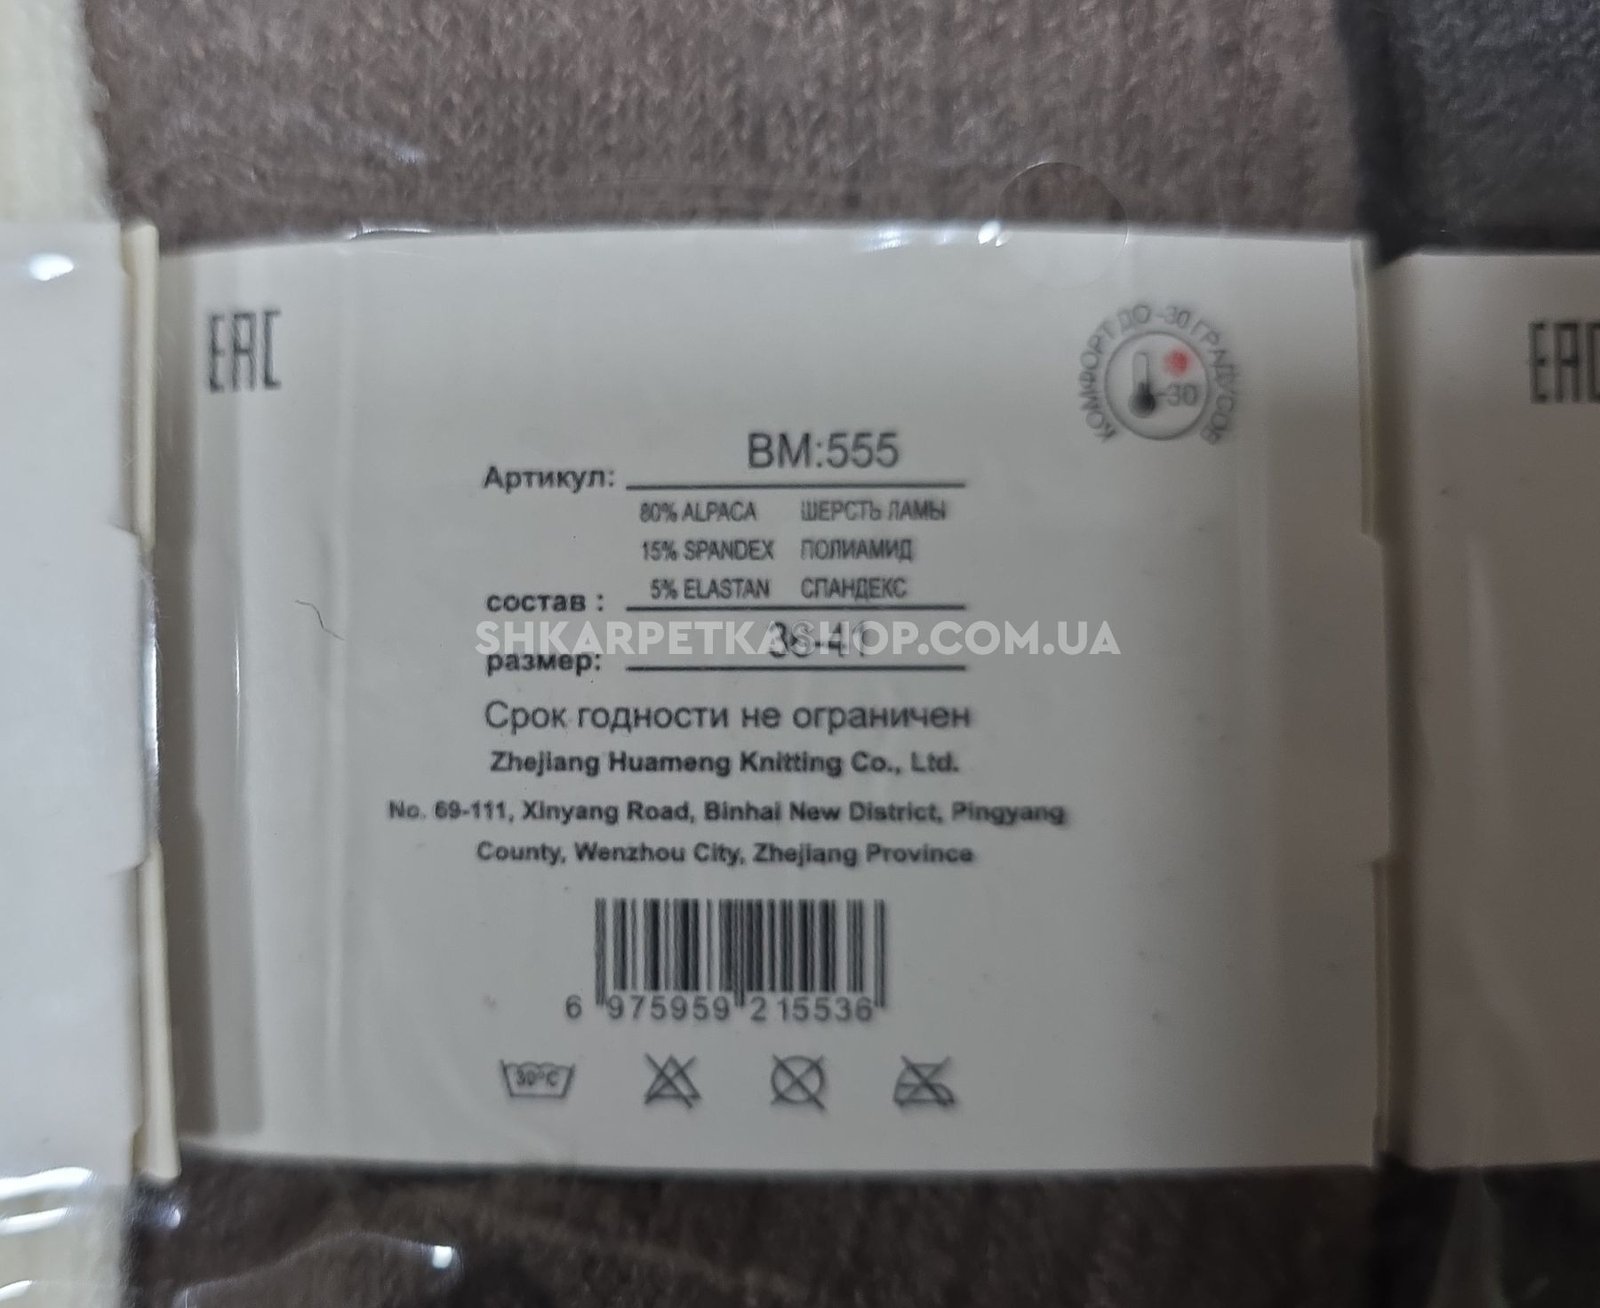 EAC
КОМФОРТ ДО -30 ГРАДУСОВ
-30
EAC
Артикул: BM:555
80% ALPACA ШЕРСТЬ ЛАМЫ
15% SPANDEX ПОЛИАМИД
состав : 5% ELASTAN СПАНДЕКС
SHKARPETKASHOP.COM.UA
размер: 36-41
Срок годности не ограничен
Zhejiang Huameng Knitting Co., Ltd.
No. 69-111, Xinyang Road, Binhai New District, Pingyang
County, Wenzhou City, Zhejiang Province
6 975959 215536
30°C